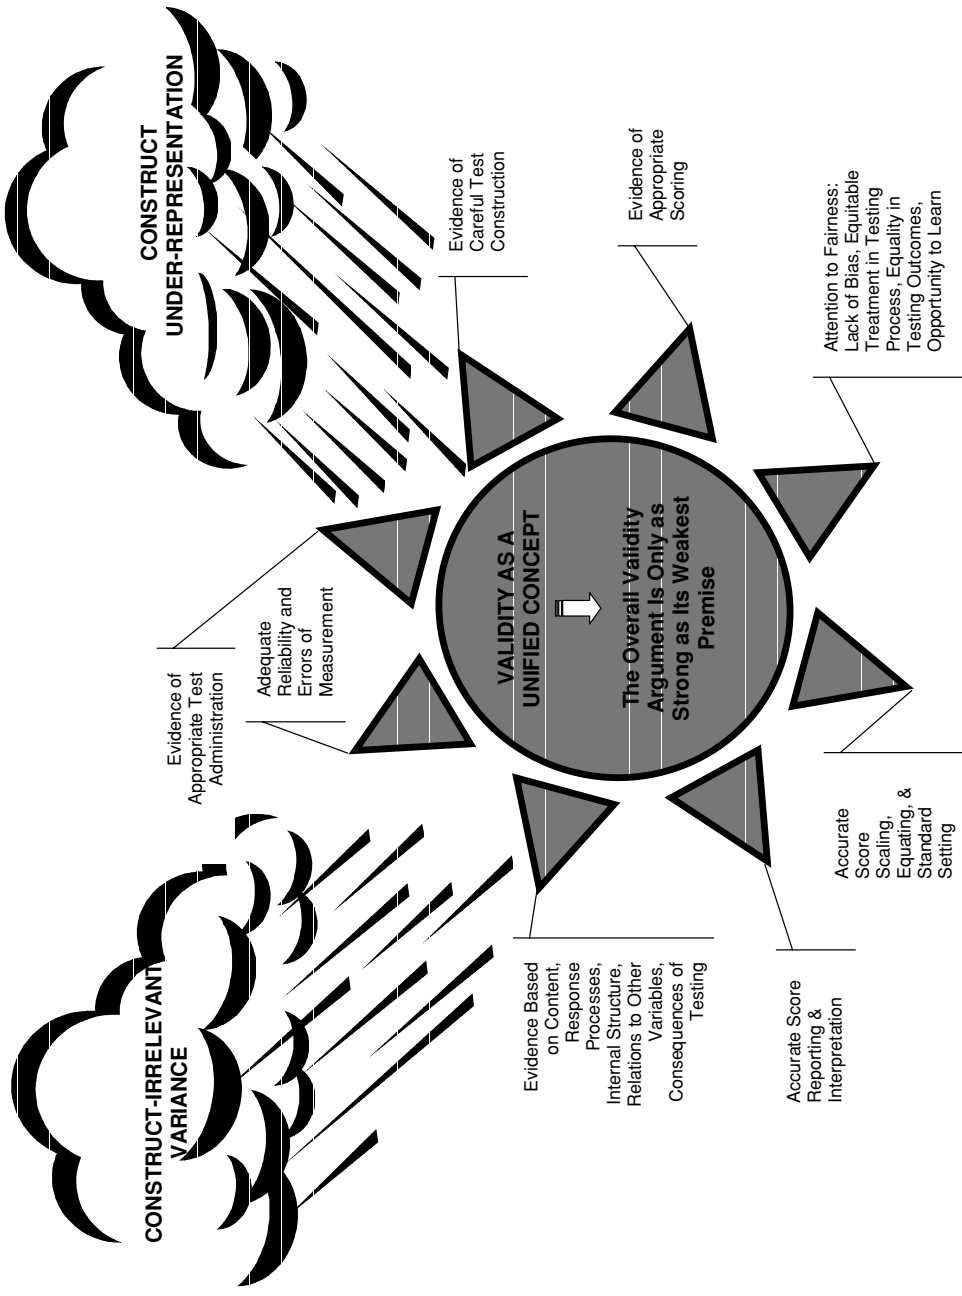 CONSTRUCT-IRRELEVANT
VARIANCE
CONSTRUCT
UNDER-REPRESENTATION
Evidence of
Appropriate Test
Administration
Adequate
Reliability and
Errors of
Measurement
Evidence of
Careful Test
Construction
Evidence Based
on Content,
Response
Processes,
Internal Structure,
Relations to Other
Variables,
Consequences of
Testing
VALIDITY AS A
UNIFIED CONCEPT
The Overall Validity
Argument Is Only as
Strong as Its Weakest
Premise
Evidence of
Appropriate
Scoring
Accurate Score
Reporting &
Interpretation
Accurate
Score
Scaling,
Equating, &
Standard
Setting
Attention to Fairness:
Lack of Bias, Equitable
Treatment in Testing
Process, Equality in
Testing Outcomes,
Opportunity to Learn